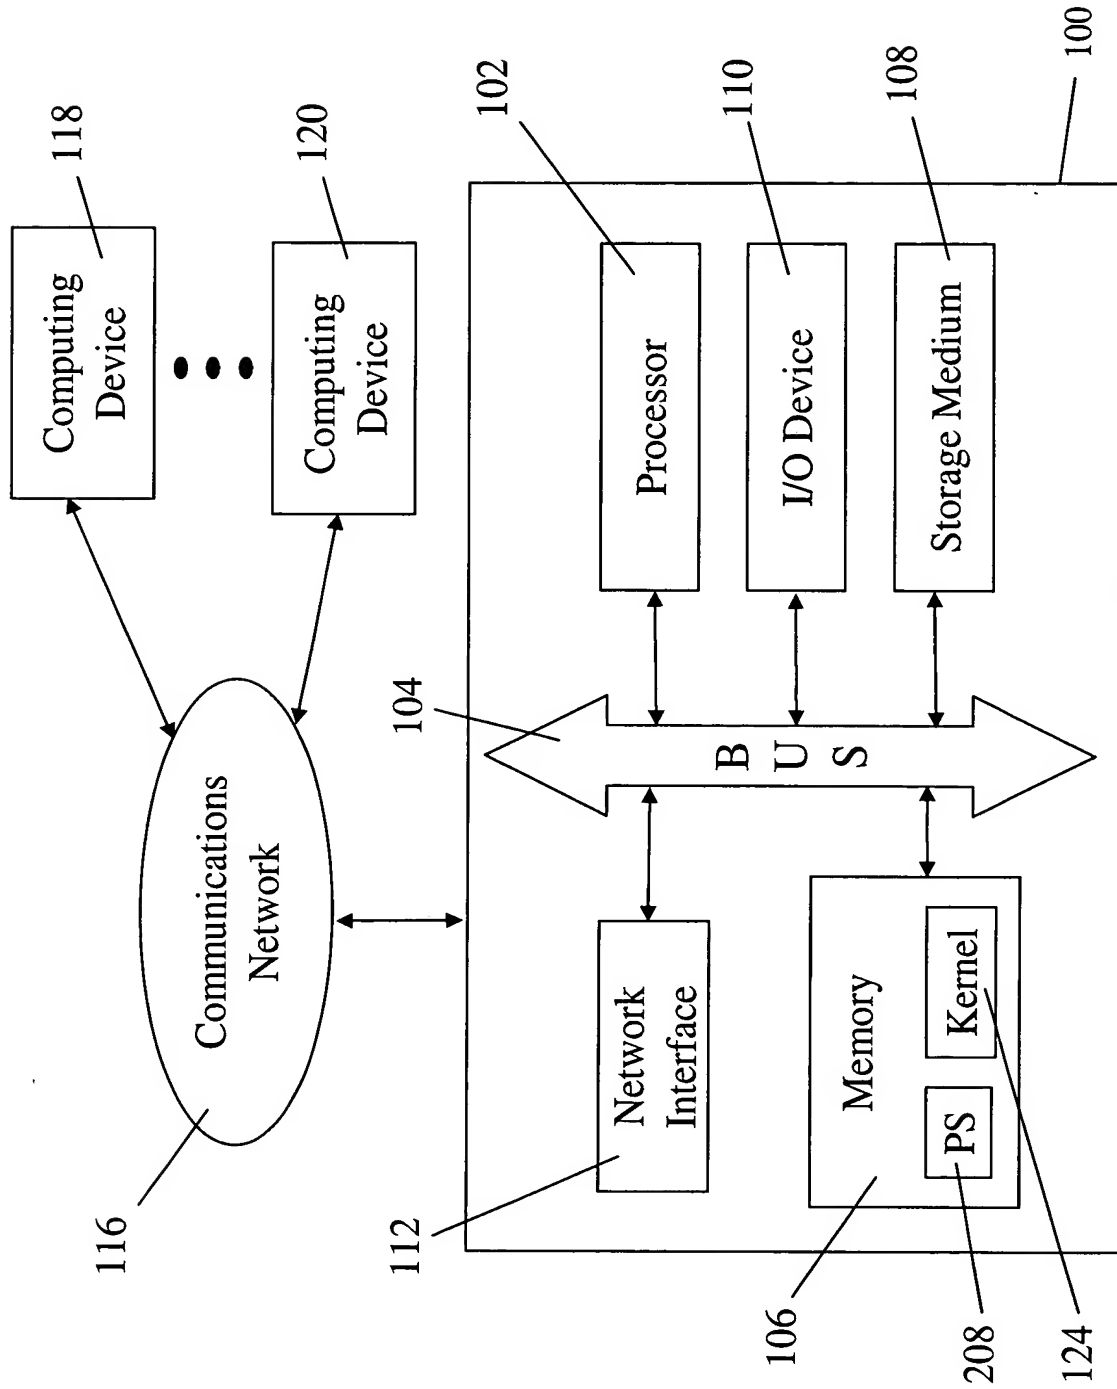 116
Communications
Network
Computing
Device
118
Computing
Device
120
112
Network
Interface
104
BUS
Processor
102
I/O Device
110
106
Memory
PS
Kernel
208
124
Storage Medium
108
100